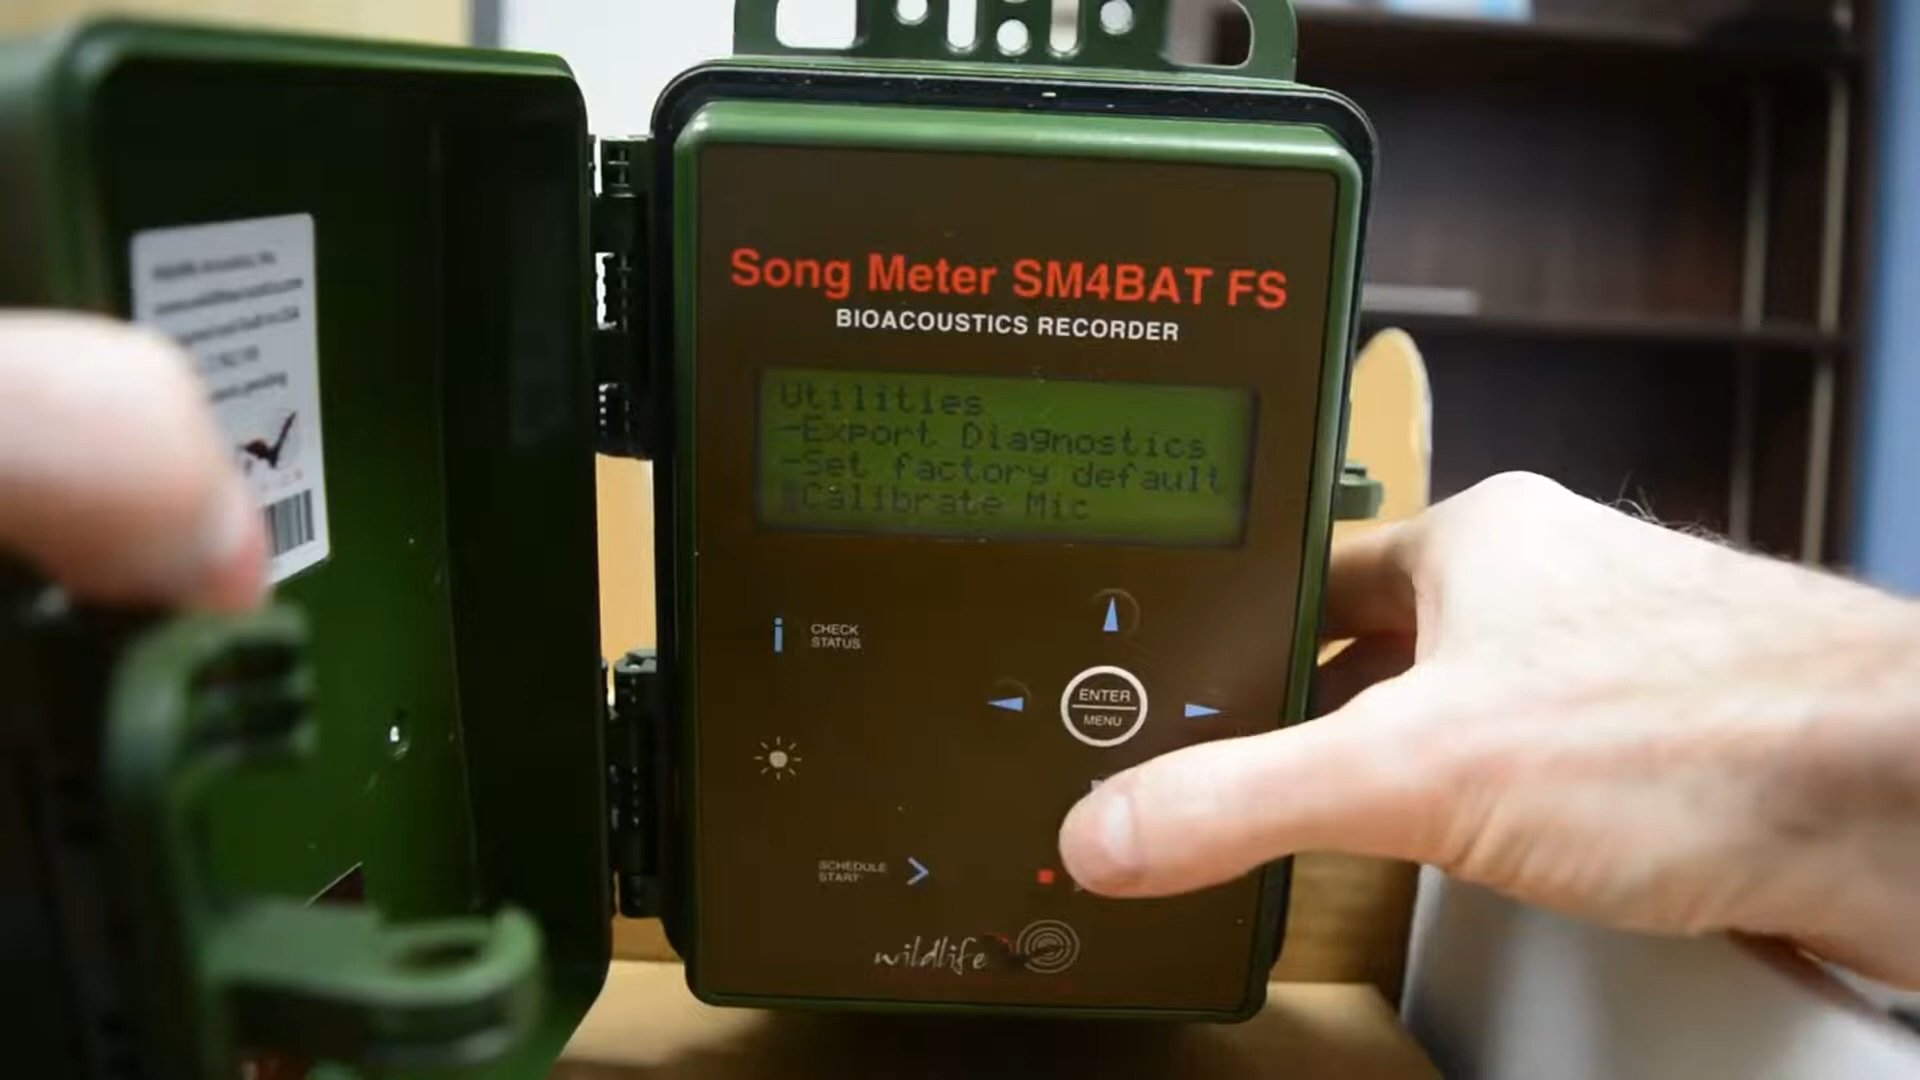 Song Meter SM4BAT FS
BIOACOUSTICS RECORDER
Utilities
-Export Diagnostics
-Set factory default
Calibrate Mic
i CHECK
STATUS
ENTER
MENU
SCHEDULE
START
wildlife